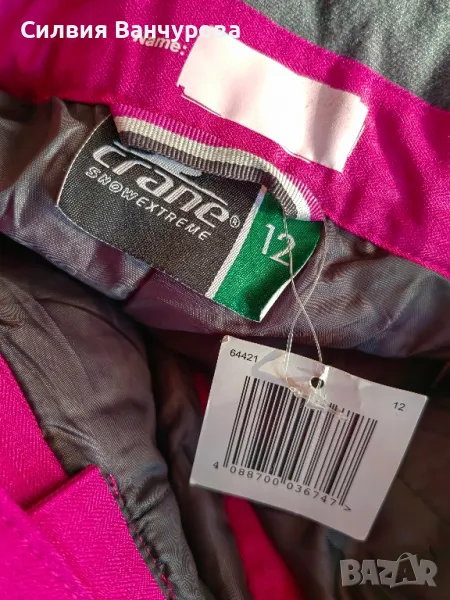 Силвия Ванчурова
Name:
crane®
SNOWEXTREME
12
64421
12
4 088700 036747 >
BAZAR